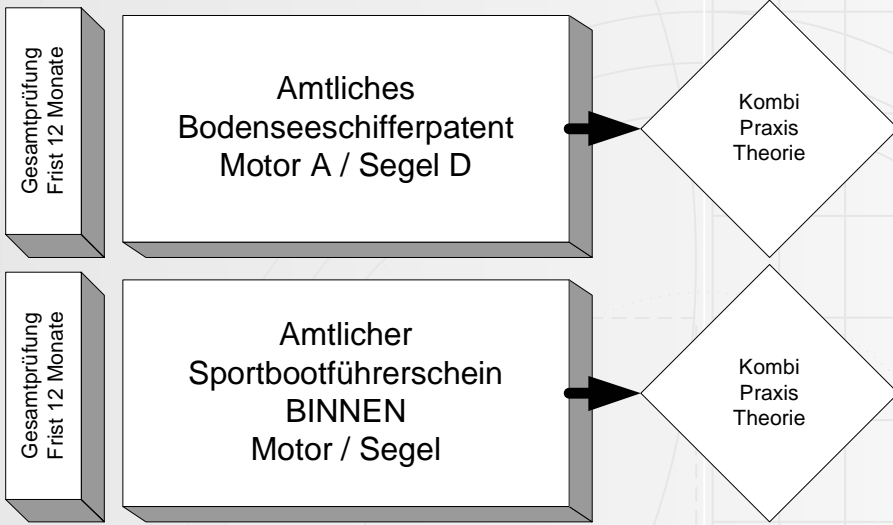 Gesamtprüfung
Frist 12 Monate
Amtliches
Bodenseeschifferpatent
Motor A / Segel D
Kombi
Praxis
Theorie
Gesamtprüfung
Frist 12 Monate
Amtlicher
Sportbootführerschein
BINNEN
Motor / Segel
Kombi
Praxis
Theorie